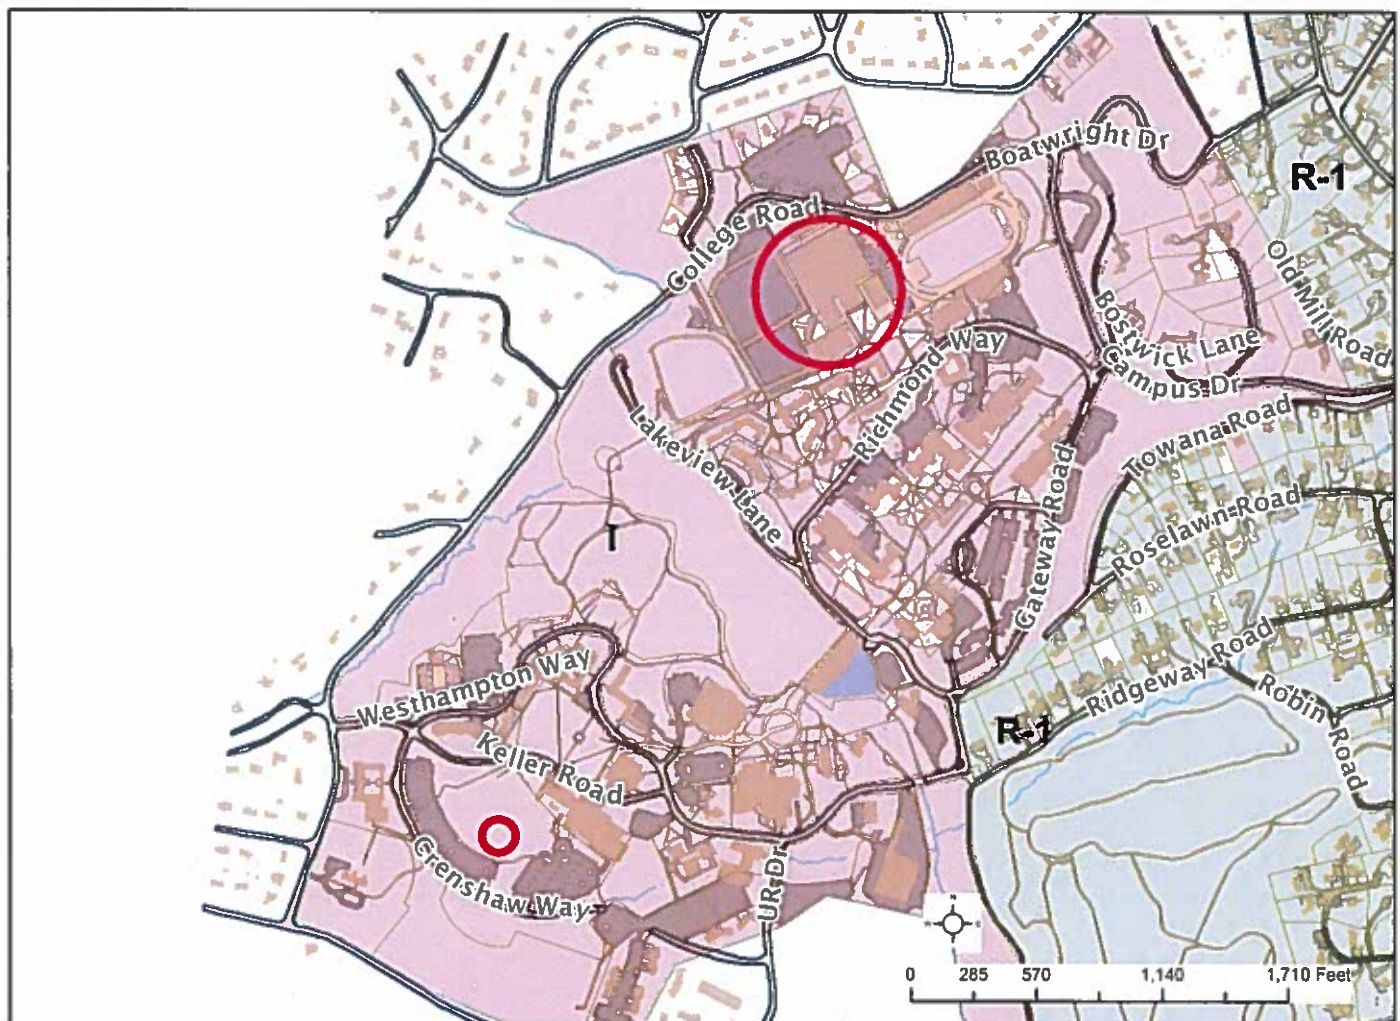 Boatwright Dr
R-1
College Road
Old Mill Road
Bostwick Lane
Richmond Way
Campus Dr
Lakeview Lane
Towana Road
Roselawn Road
Gateway Road
I
Ridgeway Road
Westhampton Way
Robin Road
R-1
Keller Road
Crenshaw Way
UR Dr
0 285 570 1,140 1,710 Feet